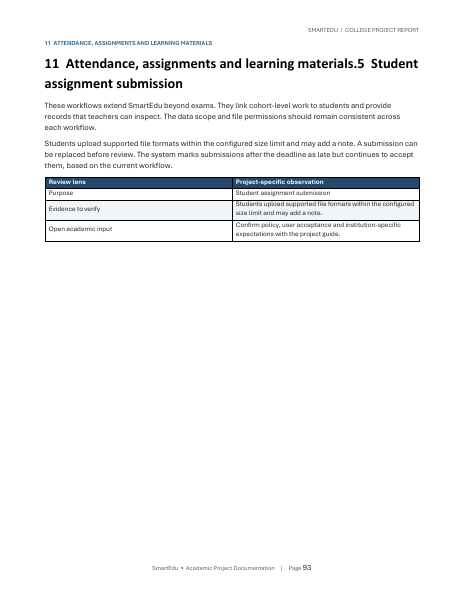 SMARTEDU / COLLEGE PROJECT REPORT
11 ATTENDANCE, ASSIGNMENTS AND LEARNING MATERIALS
11 Attendance, assignments and learning materials.5 Student
assignment submission
These workflows extend SmartEdu beyond exams. They link cohort-level work to students and provide
records that teachers can inspect. The data scope and file permissions should remain consistent across
each workflow.
Students upload supported file formats within the configured size limit and may add a note. A submission can
be replaced before review. The system marks submissions after the deadline as late but continues to accept
them, based on the current workflow.
Review lens Project-specific observation
Purpose Student assignment submission
Evidence to verify Students upload supported file formats within the configured
size limit and may add a note.
Open academic input Confirm policy, user acceptance and institution-specific
expectations with the project guide.
SmartEdu • Academic Project Documentation | Page 93